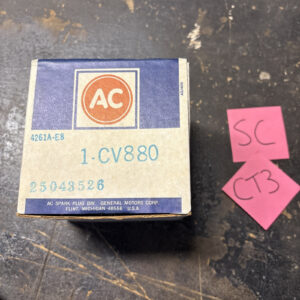 AC
4261A-E8
1-CV880
25043526
AC SPARK PLUG DIV. GENERAL MOTORS CORP.
FLINT, MICHIGAN 48556 U.S.A.
SC
CT3